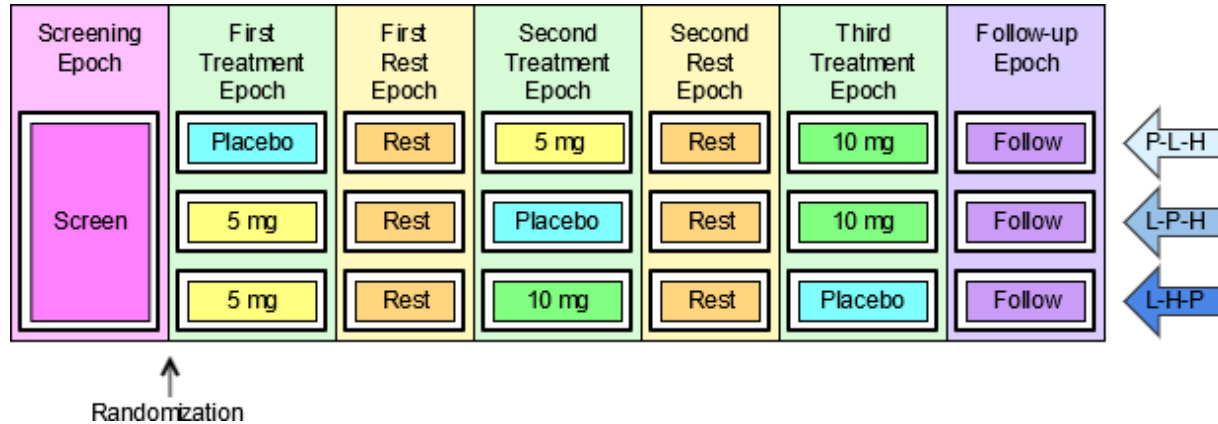 Screening
Epoch
First
Treatment
Epoch
First
Rest
Epoch
Second
Treatment
Epoch
Second
Rest
Epoch
Third
Treatment
Epoch
Follow-up
Epoch
Screen
Placebo
Rest
5 mg
Rest
10 mg
Follow
P-L-H
5 mg
Rest
Placebo
Rest
10 mg
Follow
L-P-H
5 mg
Rest
10 mg
Rest
Placebo
Follow
L-H-P
Randomization